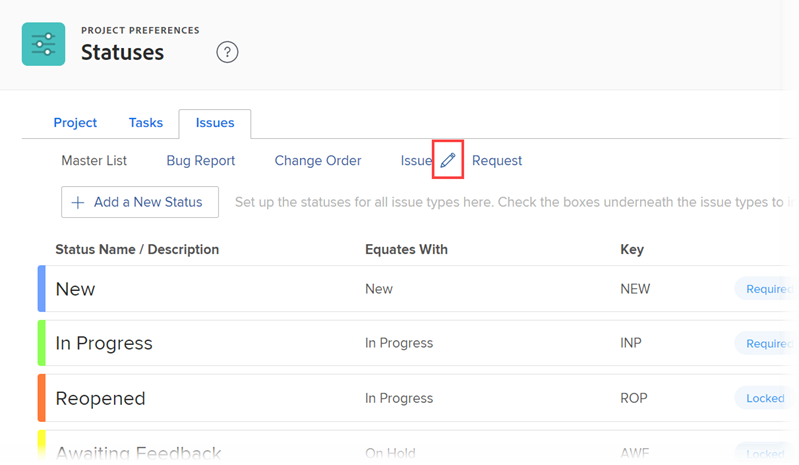 PROJECT PREFERENCES
Statuses
?
Project Tasks Issues
Master List Bug Report Change Order Issue Request
+ Add a New Status Set up the statuses for all issue types here. Check the boxes underneath the issue types to
Status Name / Description Equates With Key
New New NEW Required
In Progress In Progress INP Required
Reopened In Progress ROP Locked
Awaiting Feedback On Hold AWF Locked